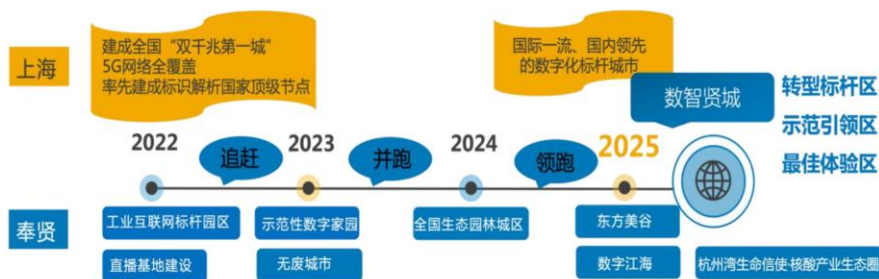 上海
建成全国“双千兆第一城”
5G网络全覆盖
率先建成标识解析国家顶级节点
国际一流、国内领先
的数字化标杆城市
数智贤城
转型标杆区
示范引领区
最佳体验区
2022
追赶
2023
并跑
2024
领跑
2025
奉贤
工业互联网标杆园区
示范性数字家园
全国生态园林城区
东方美谷
直播基地建设
无废城市
数字江海
杭州湾生命信使·核酸产业生态圈